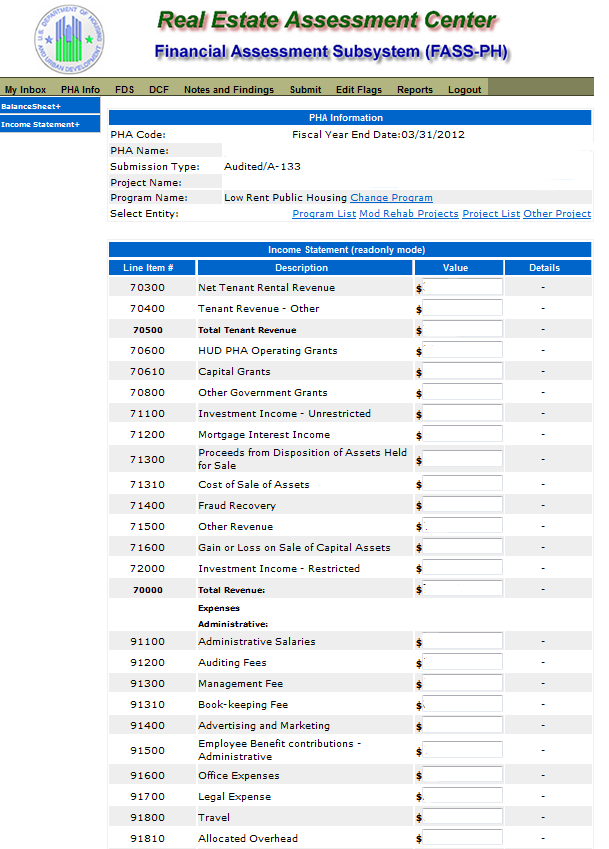 U.S. DEPARTMENT OF HOUSING
AND URBAN DEVELOPMENT
Real Estate Assessment Center
Financial Assessment Subsystem (FASS-PH)
My Inbox PHA Info FDS DCF Notes and Findings Submit Edit Flags Reports Logout
BalanceSheet+
Income Statement+
PHA Information
PHA Code: Fiscal Year End Date:03/31/2012
PHA Name:
Submission Type: Audited/A-133
Project Name:
Program Name: Low Rent Public Housing Change Program
Select Entity: Program List Mod Rehab Projects Project List Other Project
Income Statement (readonly mode)
Line Item # Description Value Details
70300 Net Tenant Rental Revenue $ -
70400 Tenant Revenue - Other $ -
70500 Total Tenant Revenue $ -
70600 HUD PHA Operating Grants $ -
70610 Capital Grants $ -
70800 Other Government Grants $ -
71100 Investment Income - Unrestricted $ -
71200 Mortgage Interest Income $ -
71300 Proceeds from Disposition of Assets Held
for Sale $ -
71310 Cost of Sale of Assets $ -
71400 Fraud Recovery $ -
71500 Other Revenue $ -
71600 Gain or Loss on Sale of Capital Assets $ -
72000 Investment Income - Restricted $ -
70000 Total Revenue: $ -
Expenses
Administrative:
91100 Administrative Salaries $ -
91200 Auditing Fees $ -
91300 Management Fee $ -
91310 Book-keeping Fee $ -
91400 Advertising and Marketing $ -
91500 Employee Benefit contributions -
Administrative $ -
91600 Office Expenses $ -
91700 Legal Expense $ -
91800 Travel $ -
91810 Allocated Overhead $ -